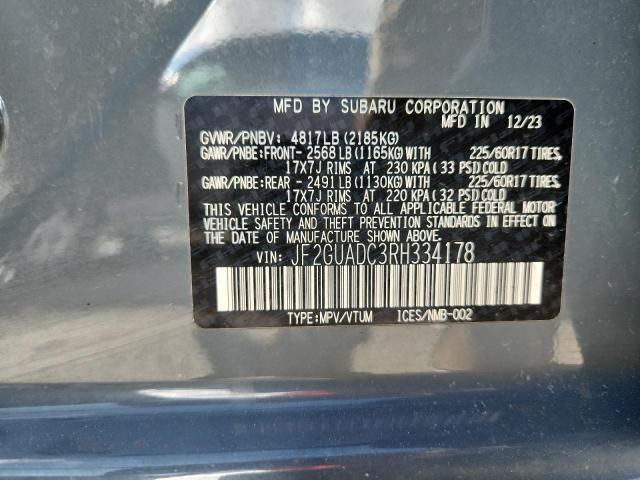 MFD BY SUBARU CORPORATION
MFD IN 12/23
GVWR/PNBV: 4817LB (2185KG)
GAWR/PNBE:FRONT- 2568 LB (1165KG) WITH 225/60R17 TIRES,
17X7J RIMS AT 230 KPA ( 33 PSI) COLD
GAWR/PNBE:REAR - 2491 LB (1130KG) WITH 225/60R17 TIRES,
17X7J RIMS AT 220 KPA ( 32 PSI) COLD
THIS VEHICLE CONFORMS TO ALL APPLICABLE FEDERAL MOTOR
VEHICLE SAFETY AND THEFT PREVENTION STANDARDS IN EFFECT ON
THE DATE OF MANUFACTURE SHOWN ABOVE.
VIN: JF2GUADC3RH334178
TYPE:MPV/VTUM ICES/NMB-002